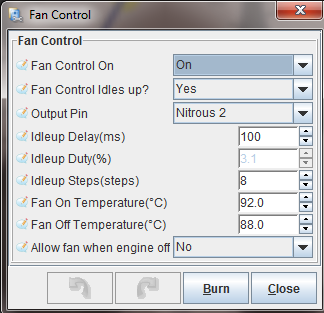 Fan Control
Fan Control
Fan Control On On
Fan Control Idles up? Yes
Output Pin Nitrous 2
Idleup Delay(ms) 100
Idleup Duty(%) 3.1
Idleup Steps(steps) 8
Fan On Temperature(°C) 92.0
Fan Off Temperature(°C) 88.0
Allow fan when engine off No
Burn Close